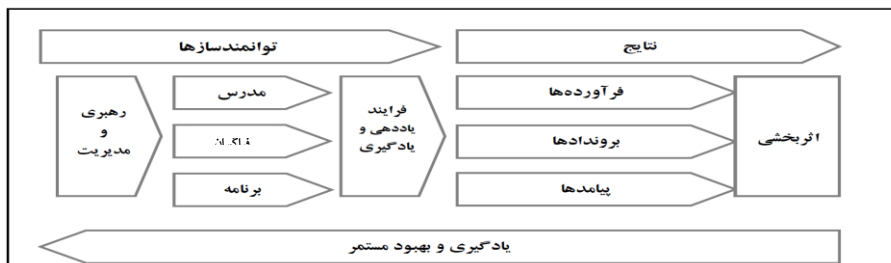 توانمندسازها
نتایج
رهبری
و
مدیریت
مدرس
برنامه
فرایند
یاددهی و
یادگیری
فرآورده‌ها
بروندادها
پیامدها
اثربخشی
یادگیری و بهبود مستمر